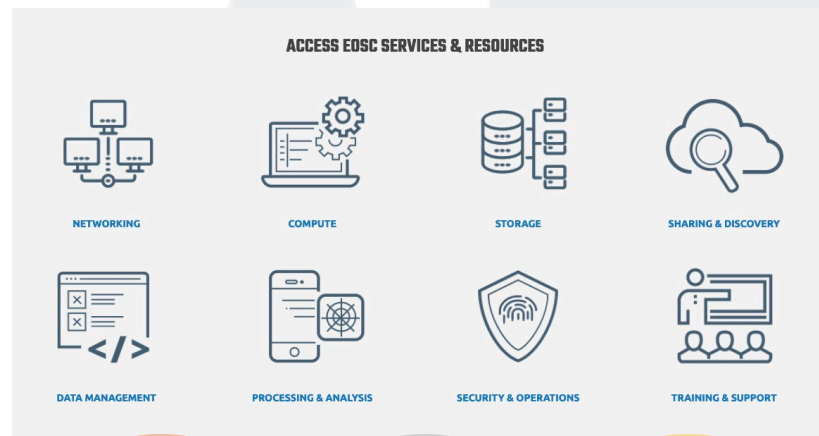 ACCESS EOSC SERVICES & RESOURCES
NETWORKING
COMPUTE
STORAGE
SHARING & DISCOVERY
DATA MANAGEMENT
PROCESSING & ANALYSIS
SECURITY & OPERATIONS
TRAINING & SUPPORT